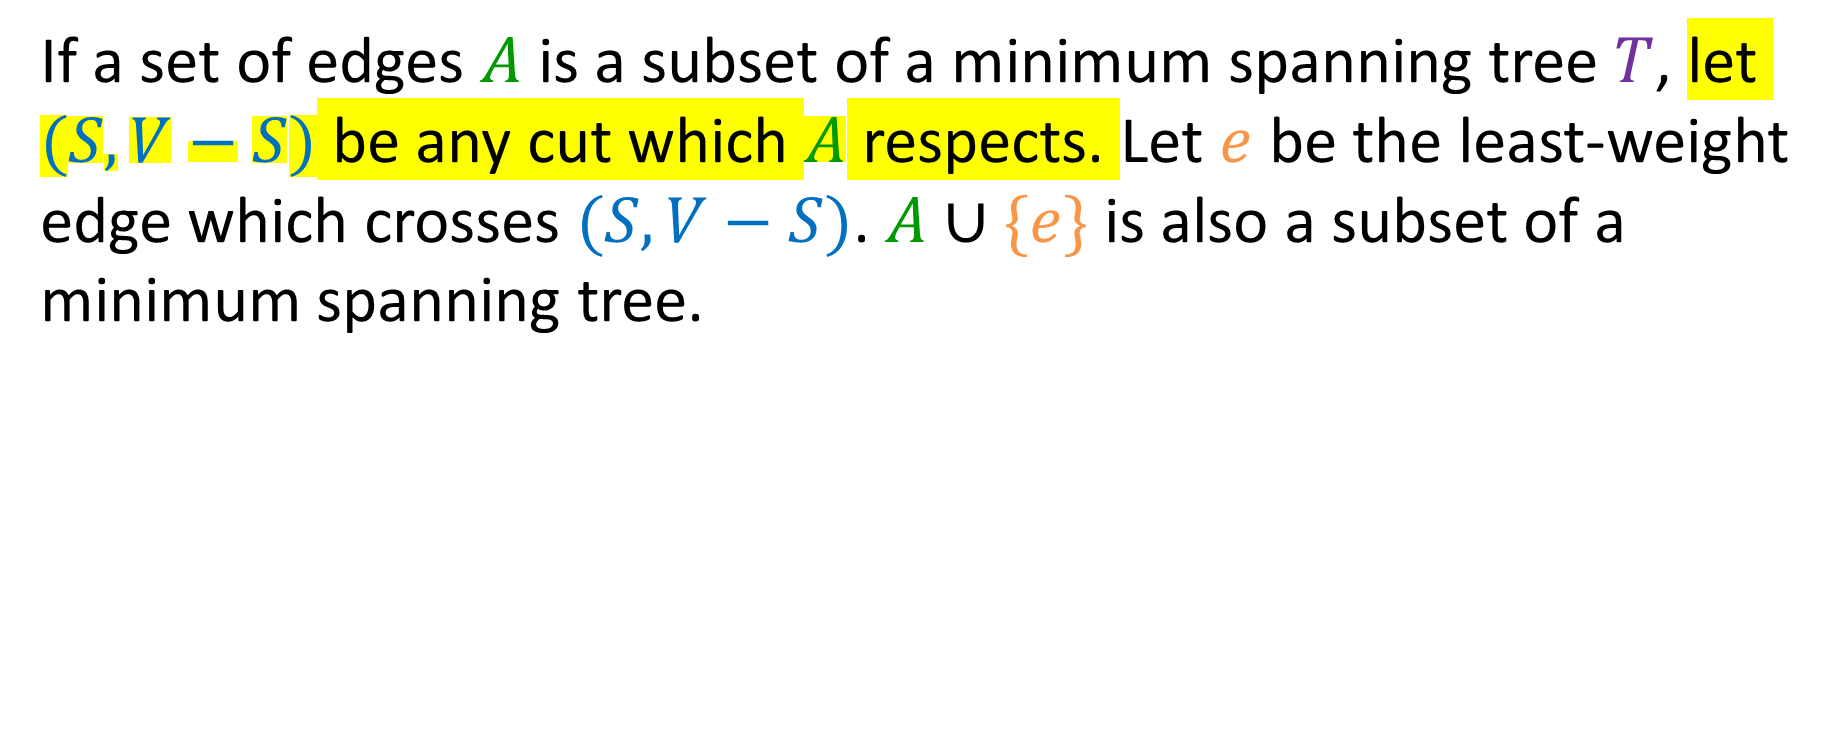 If a set of edges 𝐴 is a subset of a minimum spanning tree 𝑇, let
(𝑆, 𝑉 − 𝑆) be any cut which 𝐴 respects. Let 𝑒 be the least-weight
edge which crosses (𝑆, 𝑉 − 𝑆). 𝐴 ∪ {𝑒} is also a subset of a
minimum spanning tree.